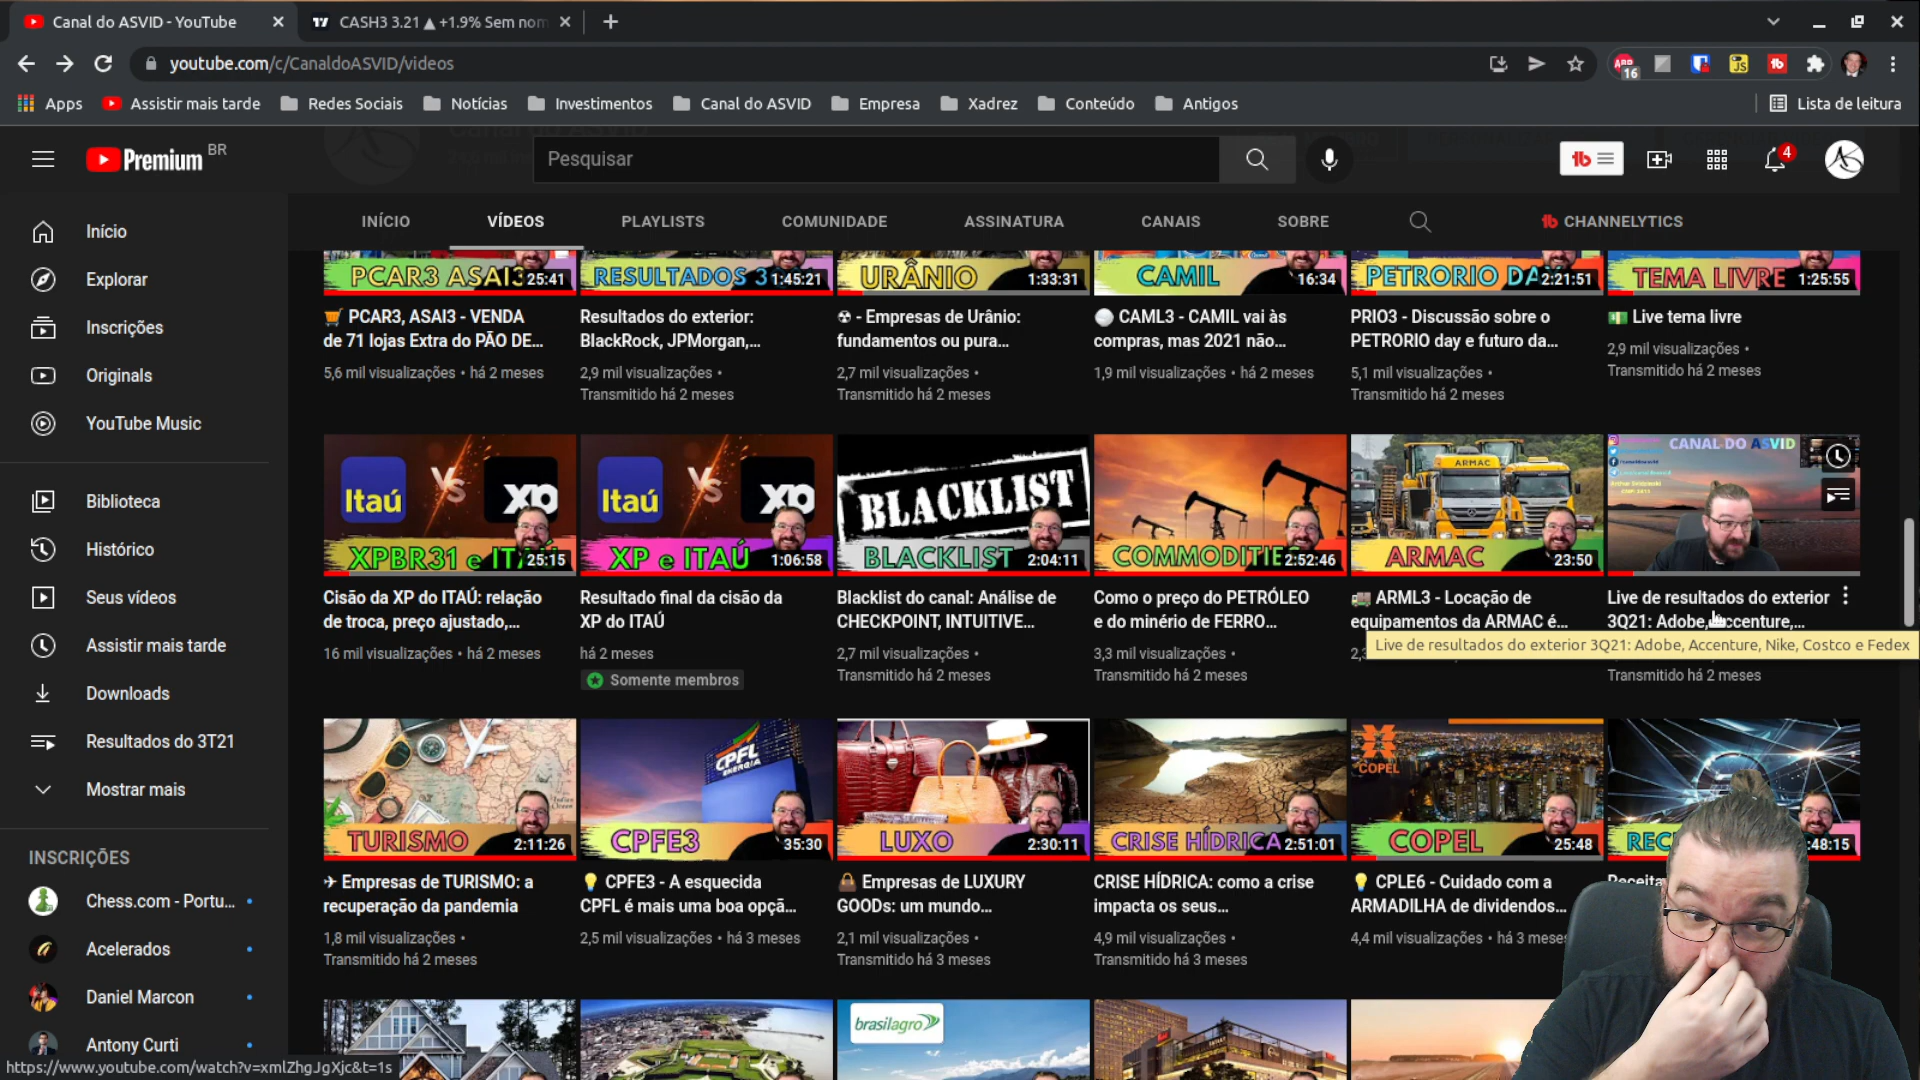 Canal do ASVID - YouTube
CASH3 3.21 ▲ +1.9% Sem nom
youtube.com/c/CanaldoASVID/videos
ABP
16
JS
Apps
Assistir mais tarde
Redes Sociais
Notícias
Investimentos
Canal do ASVID
Empresa
Xadrez
Conteúdo
Antigos
Lista de leitura
Canal do ASVID
Premium BR
Pesquisar
4
INÍCIO
VÍDEOS
PLAYLISTS
COMUNIDADE
ASSINATURA
CANAIS
SOBRE
CHANNELYTICS
Início
Explorar
Inscrições
Originals
YouTube Music
Biblioteca
Histórico
Seus vídeos
Assistir mais tarde
Downloads
Resultados do 3T21
Mostrar mais
INSCRIÇÕES
Chess.com - Portu...
Acelerados
Daniel Marcon
Antony Curti
PCAR3 ASAI3 25:41
🛒 PCAR3, ASAI3 - VENDA
de 71 lojas Extra do PÃO DE...
5,6 mil visualizações • há 2 meses
RESULTADOS 3 1:45:21
Resultados do exterior:
BlackRock, JPMorgan,...
2,9 mil visualizações •
Transmitido há 2 meses
URÂNIO 1:33:31
☢ - Empresas de Urânio:
fundamentos ou pura...
2,7 mil visualizações •
Transmitido há 2 meses
CAMIL 16:34
CAML3 - CAMIL vai às
compras, mas 2021 não...
1,9 mil visualizações • há 2 meses
PETRORIO DA 2:21:51
PRIO3 - Discussão sobre o
PETRORIO day e futuro da...
5,1 mil visualizações •
Transmitido há 2 meses
TEMA LIVRE 1:25:55
💵 Live tema livre
2,9 mil visualizações •
Transmitido há 2 meses
Itaú VS XP
XPBR31 e IT 25:15
Cisão da XP do ITAÚ: relação
de troca, preço ajustado,...
16 mil visualizações • há 2 meses
Itaú VS XP
XP e ITAÚ 1:06:58
Resultado final da cisão da
XP do ITAÚ
há 2 meses
Somente membros
BLACKLIST
BLACKLIST 2:04:11
Blacklist do canal: Análise de
CHECKPOINT, INTUITIVE...
2,7 mil visualizações •
Transmitido há 2 meses
COMMODITIE 2:52:46
Como o preço do PETRÓLEO
e do minério de FERRO...
3,3 mil visualizações •
Transmitido há 2 meses
ARMAC
ARMAC 23:50
🚚 ARML3 - Locação de
equipamentos da ARMAC é...
2,
CANAL DO ASVID
Live de resultados do exterior
3Q21: Adobe, Accenture,...
Live de resultados do exterior 3Q21: Adobe, Accenture, Nike, Costco e Fedex
Transmitido há 2 meses
TURISMO 2:11:26
✈ Empresas de TURISMO: a
recuperação da pandemia
1,8 mil visualizações •
Transmitido há 2 meses
CPFL
ENERGIA
CPFE3 35:30
💡 CPFE3 - A esquecida
CPFL é mais uma boa opçã...
2,5 mil visualizações • há 3 meses
LUXO 2:30:11
👜 Empresas de LUXURY
GOODs: um mundo...
2,1 mil visualizações •
Transmitido há 3 meses
CRISE HÍDRICA 2:51:01
CRISE HÍDRICA: como a crise
impacta os seus...
4,9 mil visualizações •
Transmitido há 3 meses
COPEL
COPEL 25:48
💡 CPLE6 - Cuidado com a
ARMADILHA de dividendos...
4,4 mil visualizações • há 3 meses
REC :48:15
Receita
brasilagro
https://www.youtube.com/watch?v=xmlZhgJgXjc&t=1s